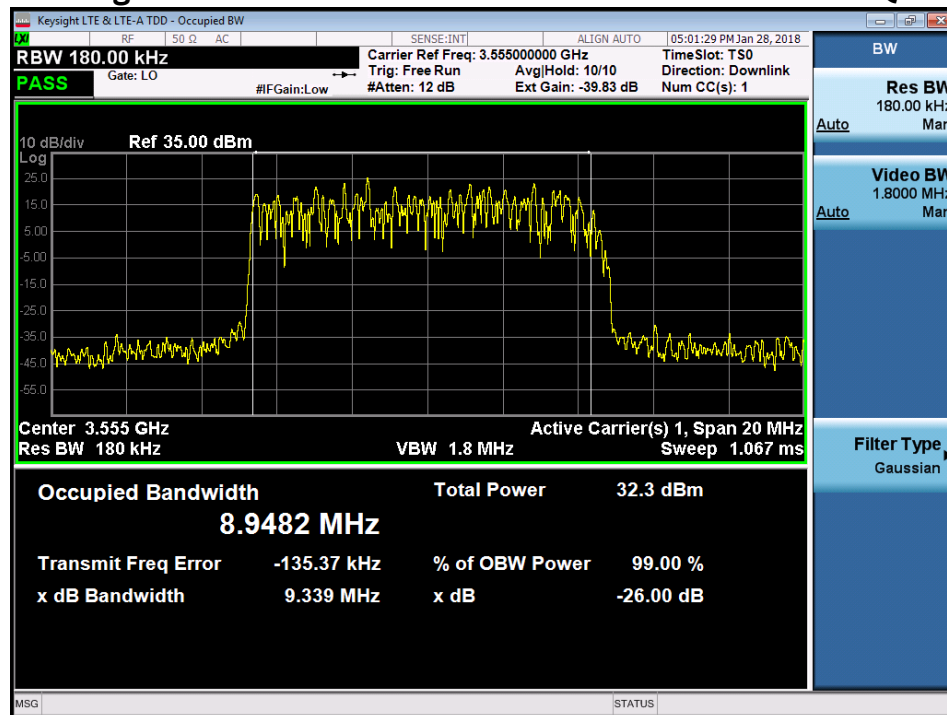 Keysight LTE & LTE-A TDD - Occupied BW
LXI RF 50 Ω AC SENSE:INT ALIGN AUTO 05:01:29 PM Jan 28, 2018
RBW 180.00 kHz Carrier Ref Freq: 3.555000000 GHz TimeSlot: TS0
Gate: LO Trig: Free Run Avg|Hold: 10/10 Direction: Downlink
PASS #IFGain:Low #Atten: 12 dB Ext Gain: -39.83 dB Num CC(s): 1
10 dB/div Ref 35.00 dBm
Log
25.0
15.0
5.00
-5.00
-15.0
-25.0
-35.0
-45.0
-55.0
Center 3.555 GHz Active Carrier(s) 1, Span 20 MHz
Res BW 180 kHz VBW 1.8 MHz Sweep 1.067 ms
Occupied Bandwidth Total Power 32.3 dBm
8.9482 MHz
Transmit Freq Error -135.37 kHz % of OBW Power 99.00 %
x dB Bandwidth 9.339 MHz x dB -26.00 dB
BW
Res BW
180.00 kHz
Auto Man
Video BW
1.8000 MHz
Auto Man
Filter Type
Gaussian
MSG STATUS